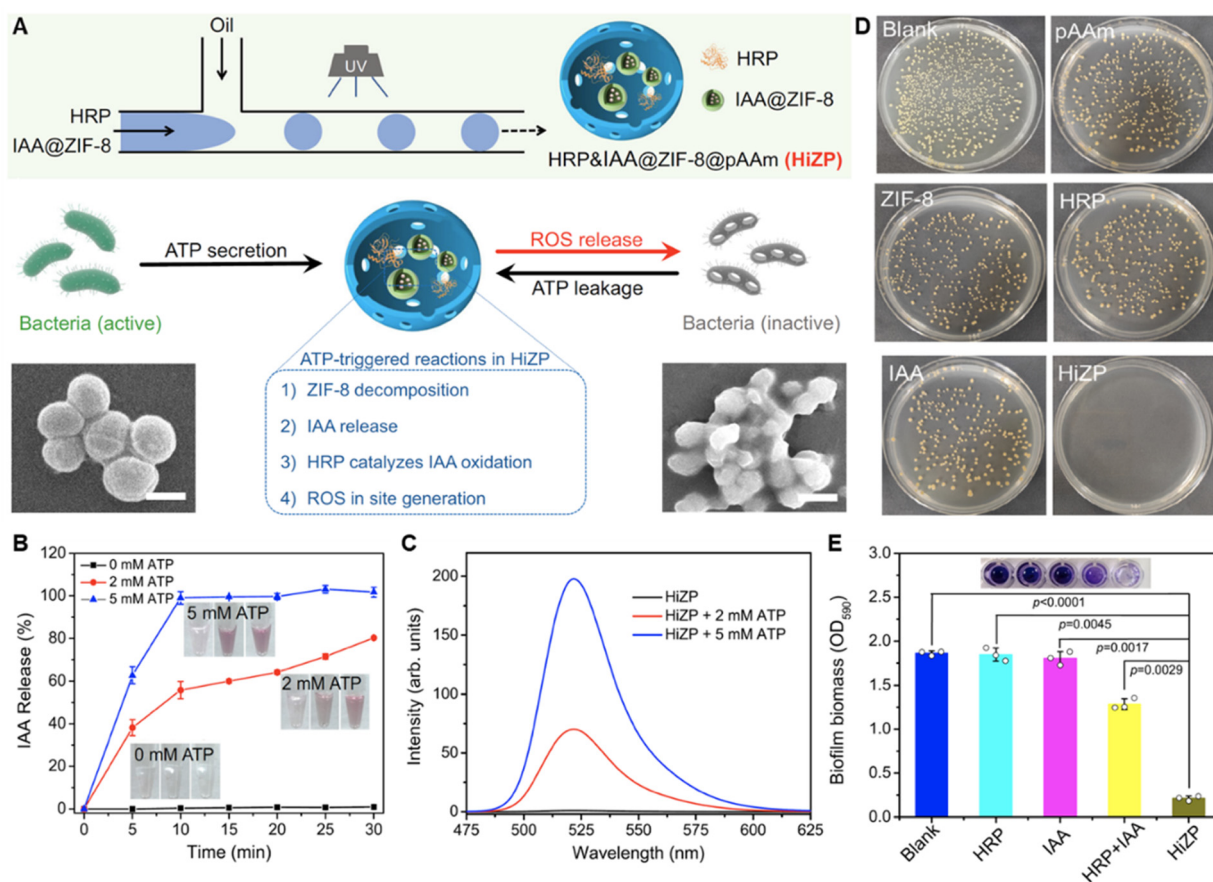 A
Oil
UV
HRP
IAA@ZIF-8
HRP
IAA@ZIF-8
HRP&IAA@ZIF-8@pAAm (HiZP)
ATP secretion
ROS release
ATP leakage
Bacteria (active)
Bacteria (inactive)
ATP-triggered reactions in HiZP
1) ZIF-8 decomposition
2) IAA release
3) HRP catalyzes IAA oxidation
4) ROS in site generation
D
Blank
pAAm
ZIF-8
HRP
IAA
HiZP
B
0 mM ATP
2 mM ATP
5 mM ATP
5 mM ATP
2 mM ATP
0 mM ATP
IAA Release (%)
120
100
80
60
40
20
0
0 5 10 15 20 25 30
Time (min)
C
HiZP
HiZP + 2 mM ATP
HiZP + 5 mM ATP
Intensity (arb. units)
200
150
100
50
0
475 500 525 550 575 600 625
Wavelength (nm)
E
Biofilm biomass (OD590)
3.0
2.5
2.0
1.5
1.0
0.5
0.0
p<0.0001
p=0.0045
p=0.0017
p=0.0029
Blank
HRP
IAA
HRP+IAA
HiZP